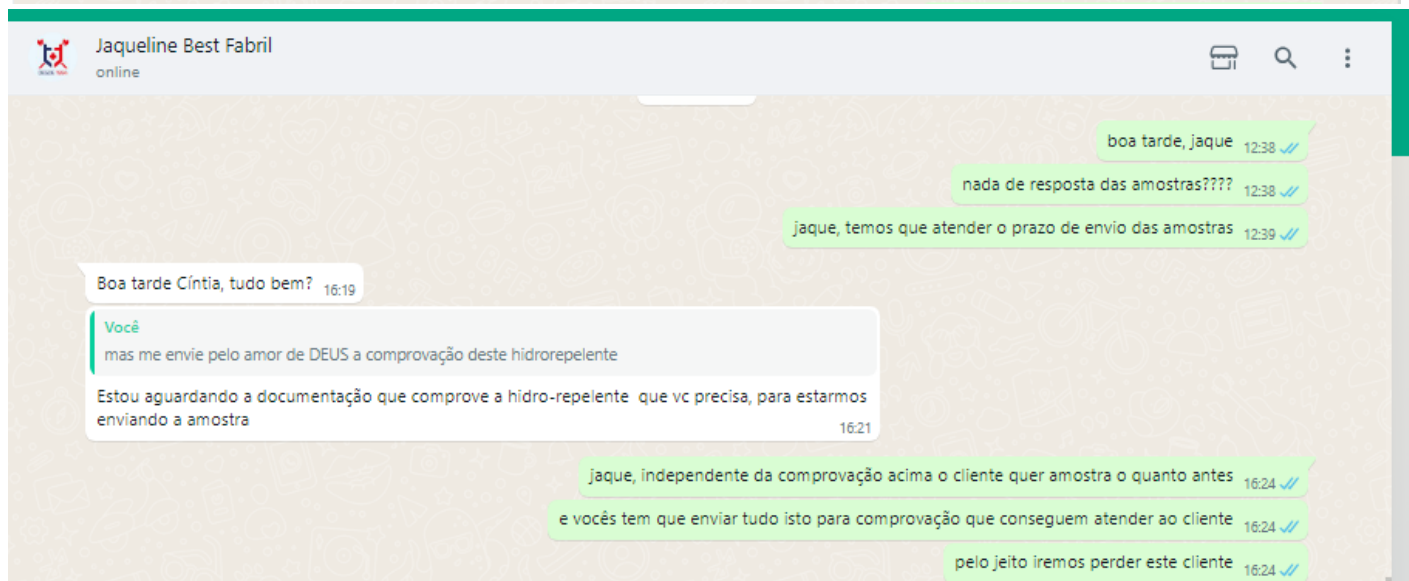 Jaqueline Best Fabril
online
boa tarde, jaque 12:38
nada de resposta das amostras???? 12:38
jaque, temos que atender o prazo de envio das amostras 12:39
Boa tarde Cíntia, tudo bem? 16:19
Você
mas me envie pelo amor de DEUS a comprovação deste hidrorepelente
Estou aguardando a documentação que comprove a hidro-repelente que vc precisa, para estarmos
enviando a amostra 16:21
jaque, independente da comprovação acima o cliente quer amostra o quanto antes 16:24
e vocês tem que enviar tudo isto para comprovação que conseguem atender ao cliente 16:24
pelo jeito iremos perder este cliente 16:24